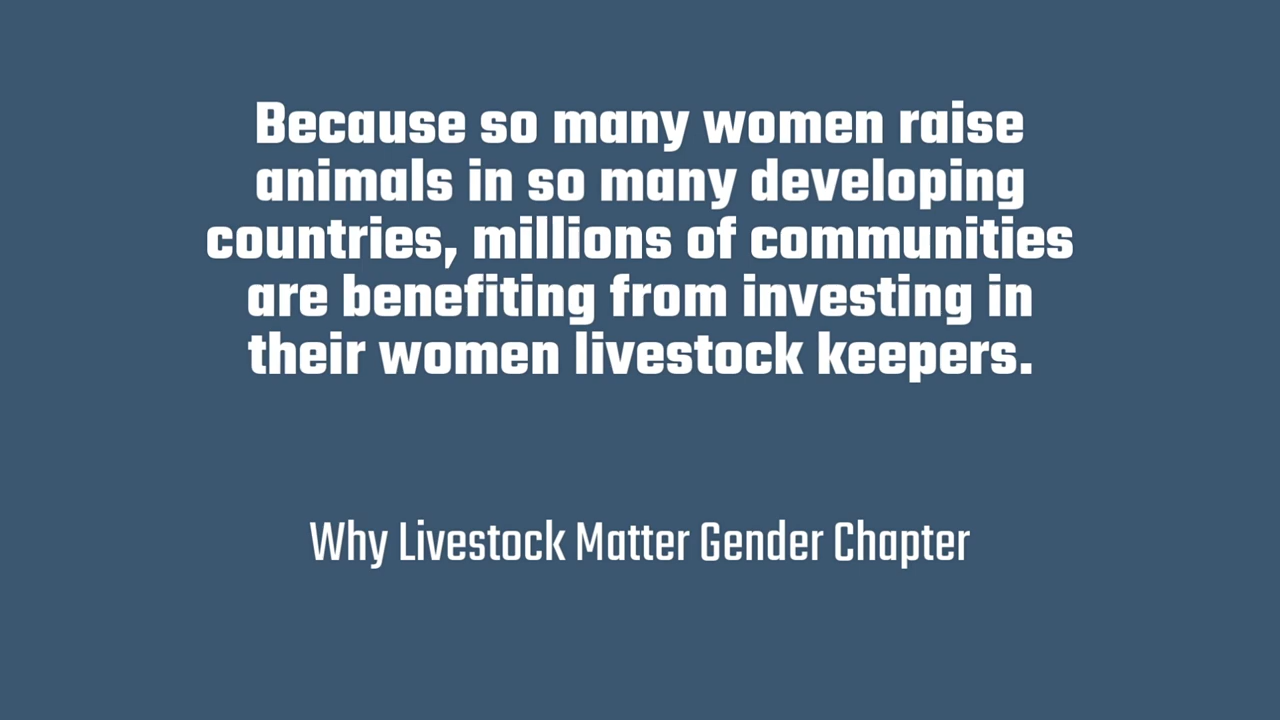 Because so many women raise
animals in so many developing
countries, millions of communities
are benefiting from investing in
their women livestock keepers.
Why Livestock Matter Gender Chapter